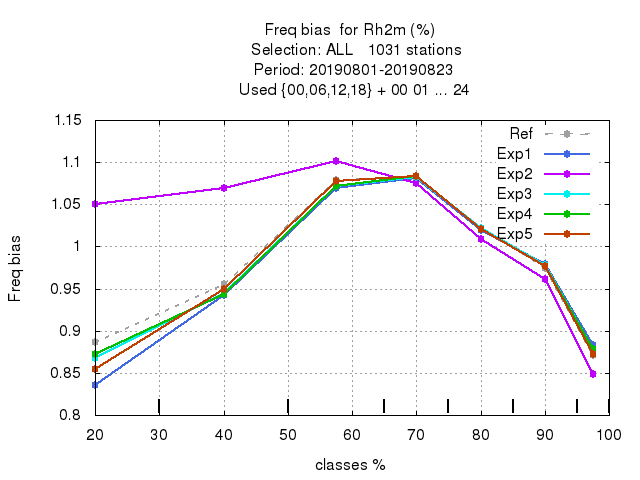 Freq bias  for Rh2m (%)
Selection: ALL   1031 stations
Period: 20190801-20190823
Used {00,06,12,18} + 00 01 ... 24
1.15
1.1
1.05
1
0.95
0.9
0.85
0.8
Freq bias
Ref
Exp1
Exp2
Exp3
Exp4
Exp5
20 30 40 50 60 70 80 90 100
classes %